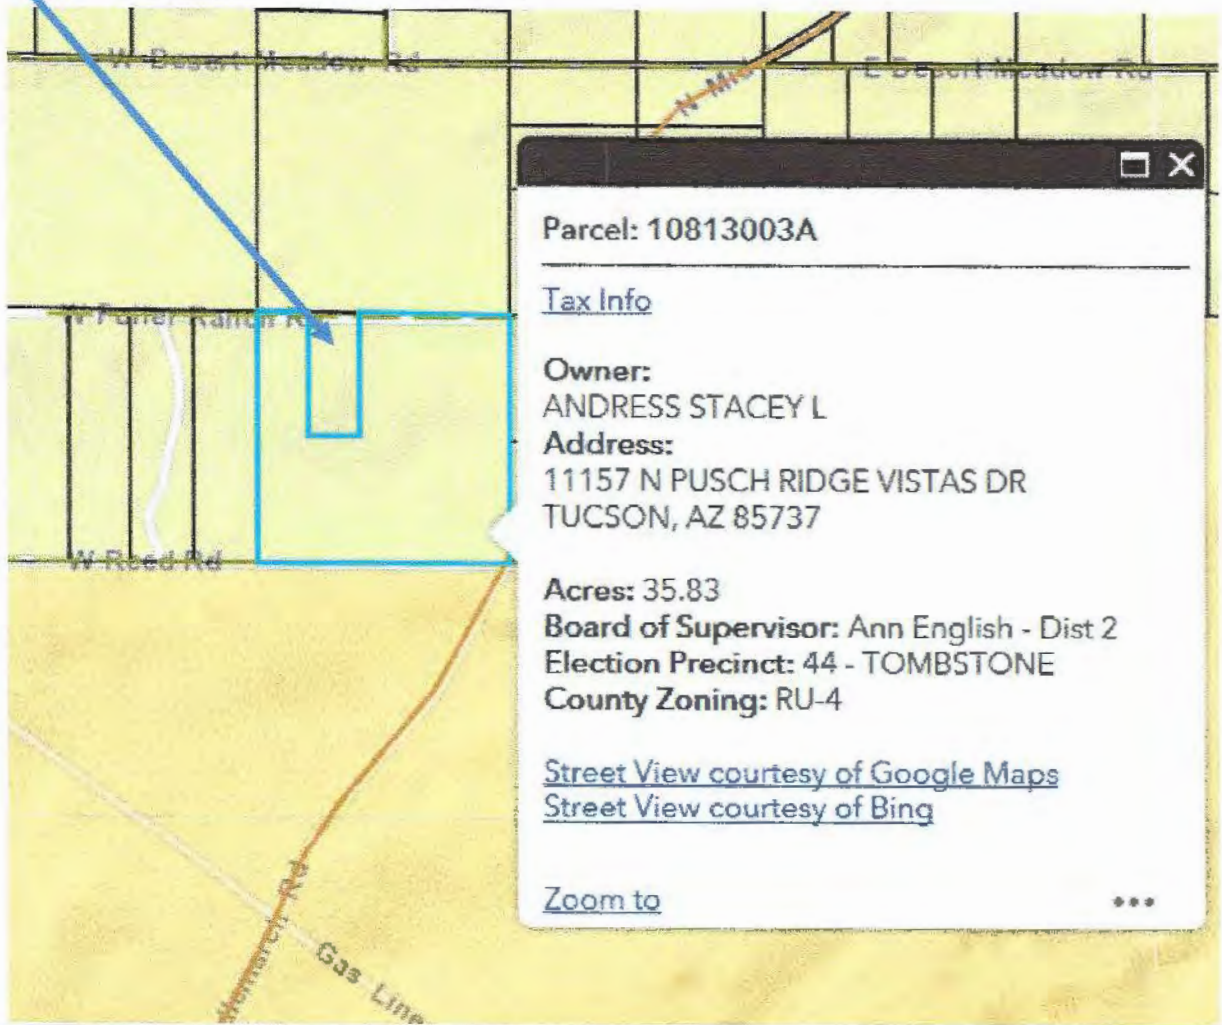 W Desert Meadow Rd
E Desert Meadow Rd
Parcel: 10813003A
Tax Info
Owner:
ANDRESS STACEY L
Address:
11157 N PUSCH RIDGE VISTAS DR
TUCSON, AZ 85737
Acres: 35.83
Board of Supervisor: Ann English - Dist 2
Election Precinct: 44 - TOMBSTONE
County Zoning: RU-4
Street View courtesy of Google Maps
Street View courtesy of Bing
Zoom to
W Reed Rd
Gas Line